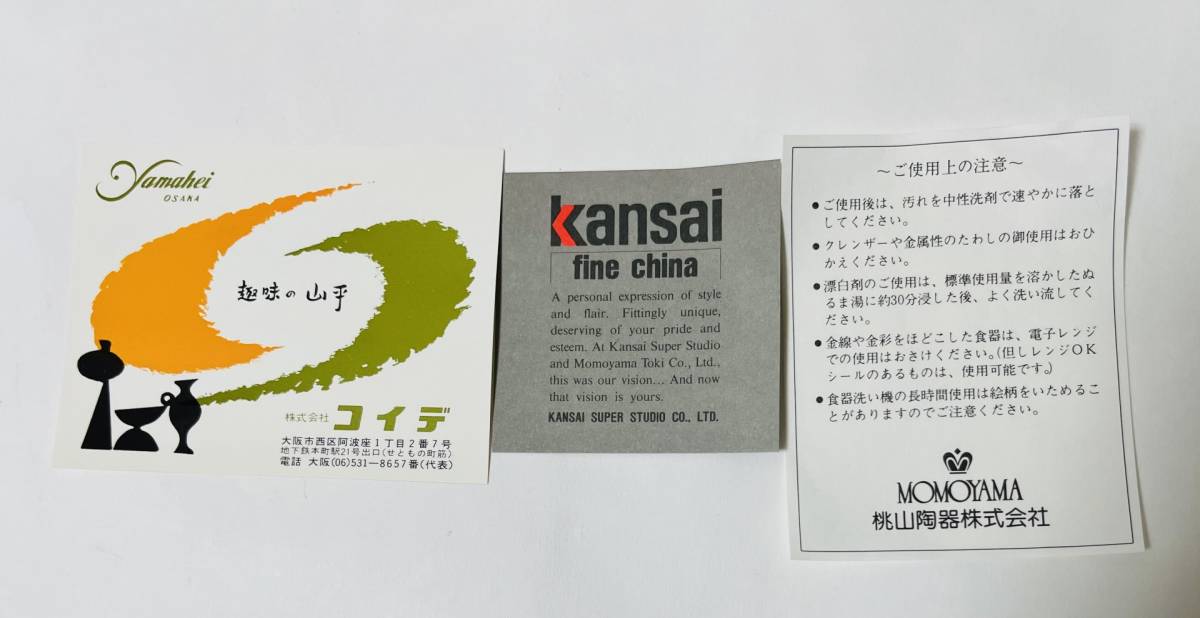 Yamahei
OSAKA
趣味の山平
株式会社 コイデ
大阪市西区阿波座1丁目2番7号
地下鉄本町駅21号出口(せともの町筋)
電話 大阪(06)531―8657番(代表)
kansai
fine china
A personal expression of style
and flair. Fittingly unique,
deserving of your pride and
esteem. At Kansai Super Studio
and Momoyama Toki Co., Ltd.,
this was our vision... And now
that vision is yours.
KANSAI SUPER STUDIO CO., LTD.
〜ご使用上の注意〜
●ご使用後は、汚れを中性洗剤で速やかに落と
してください。
●クレンザーや金属性のたわしの御使用はおひ
かえください。
●漂白剤のご使用は、標準使用量を溶かしたぬ
るま湯に約30分浸した後、よく洗い流してく
ださい。
●金線や金彩をほどこした食器は、電子レンジ
での使用はおさけください。(但しレンジOK
シールのあるものは、使用可能です。)
●食器洗い機の長時間使用は絵柄をいためるこ
とがありますのでご注意ください。
MOMOYAMA
桃山陶器株式会社